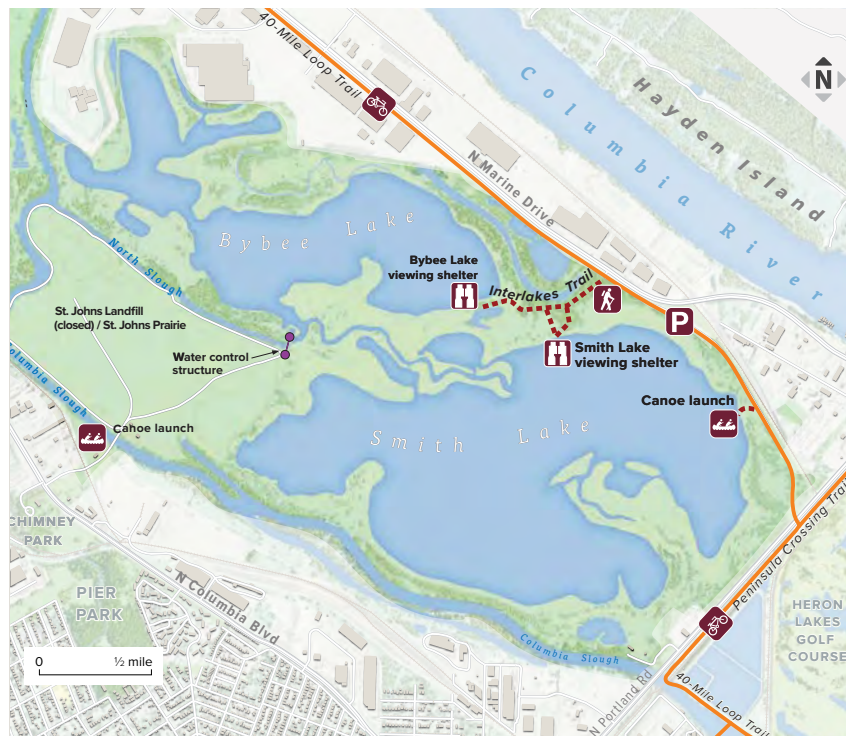 40-Mile Loop Trail
N
Columbia River
Hayden Island
N Marine Drive
Bybee Lake
North Slough
Bybee Lake
viewing shelter
Interlakes Trail
St. Johns Landfill
(closed) / St. Johns Prairie
P
Water control
structure
Smith Lake
viewing shelter
Columbia Slough
Canoe launch
Canoe launch
Smith Lake
CHIMNEY
PARK
Peninsula Crossing Trail
PIER
PARK
N Columbia Blvd
HERON
LAKES
GOLF
COURSE
Columbia Slough
0 ½ mile
N Portland Rd
40-Mile Loop Trail